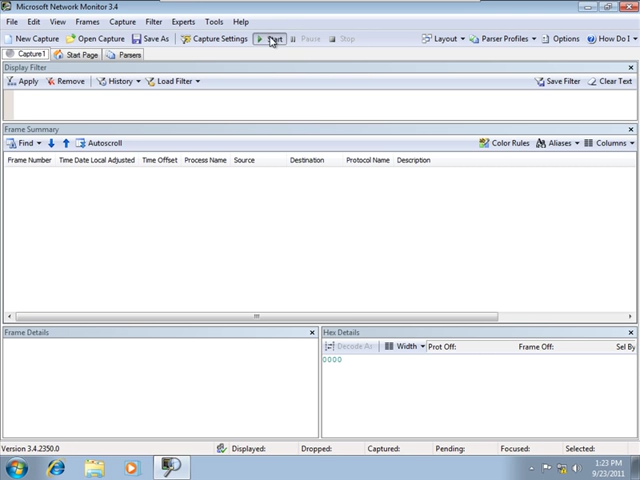 Microsoft Network Monitor 3.4
File Edit View Frames Capture Filter Experts Tools Help
New Capture Open Capture Save As Capture Settings Start Pause Stop Layout Parser Profiles Options How Do I
Capture1 Start Page Parsers
Display Filter
Apply Remove History Load Filter Save Filter Clear Text
Frame Summary
Find Autoscroll Color Rules Aliases Columns
Frame Number Time Date Local Adjusted Time Offset Process Name Source Destination Protocol Name Description
Frame Details
Hex Details
Decode As Width Prot Off: Frame Off: Sel By
0000
Version 3.4.2350.0 Displayed: Dropped: Captured: Pending: Focused: Selected:
1:23 PM
9/23/2011